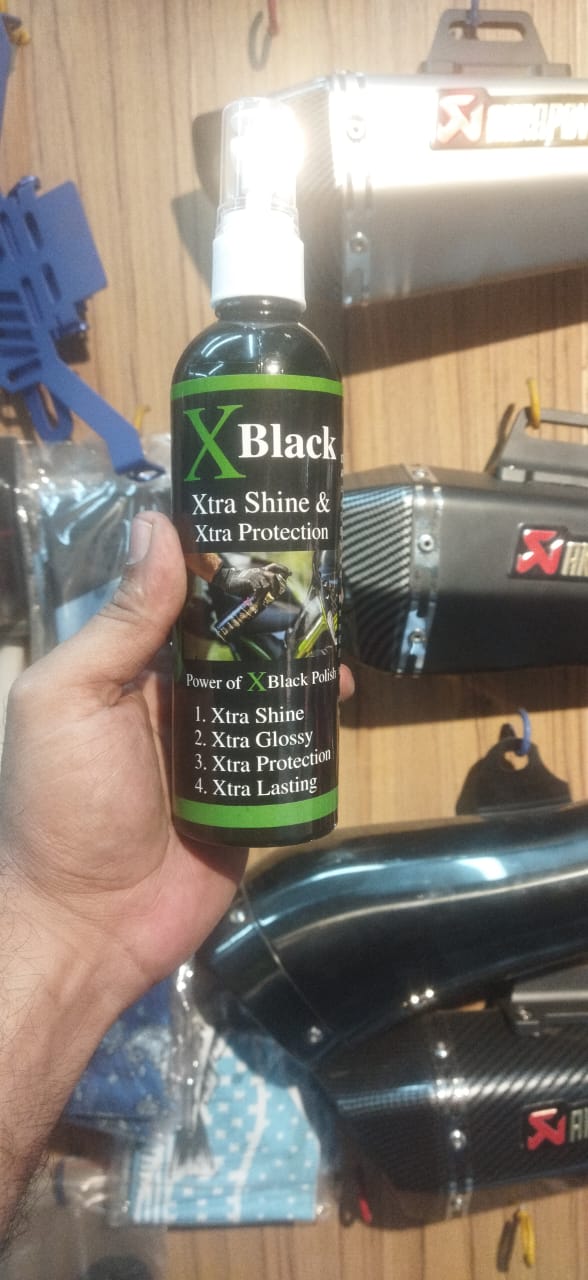 X Black
Xtra Shine &
Xtra Protection
Power of X Black Polish
1. Xtra Shine
2. Xtra Glossy
3. Xtra Protection
4. Xtra Lasting